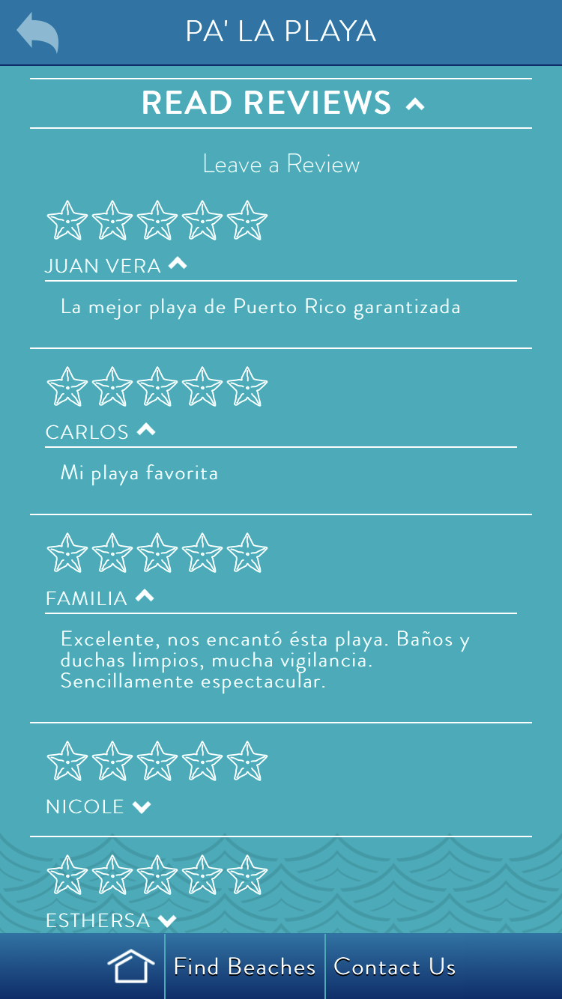 PA' LA PLAYA
READ REVIEWS
Leave a Review
JUAN VERA
La mejor playa de Puerto Rico garantizada
CARLOS
Mi playa favorita
FAMILIA
Excelente, nos encantó ésta playa. Baños y
duchas limpios, mucha vigilancia.
Sencillamente espectacular.
NICOLE
ESTHERSA
Find Beaches
Contact Us